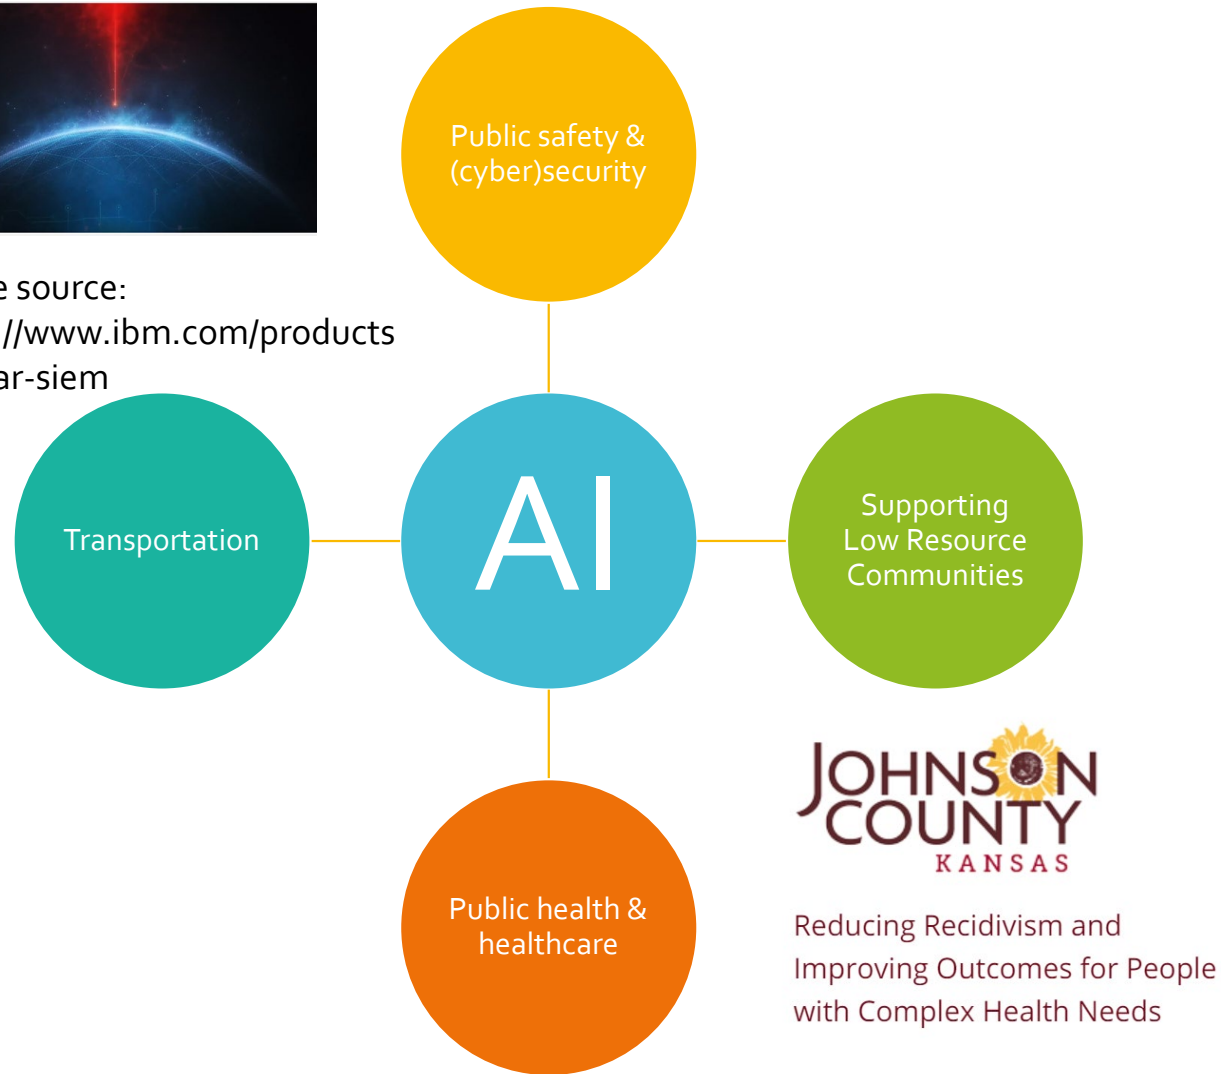 Public safety &
(cyber)security
e source:
://www.ibm.com/products
ar-siem
Transportation
AI
Supporting
Low Resource
Communities
Public health &
healthcare
JOHNSON
COUNTY
KANSAS
Reducing Recidivism and
Improving Outcomes for People
with Complex Health Needs